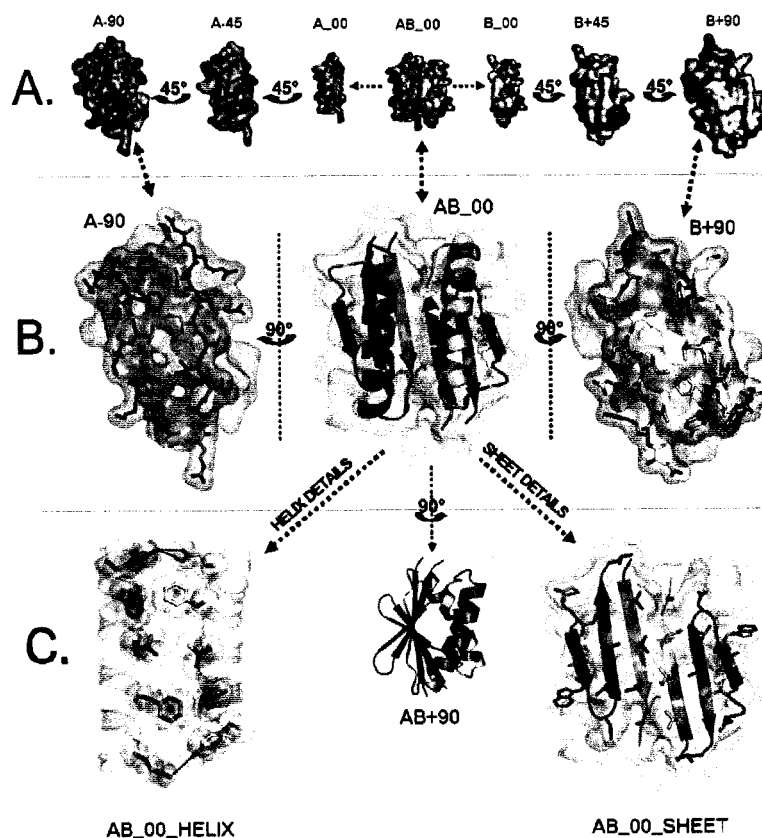 A-90 A-45 A_00 AB_00 B_00 B+45 B+90
A. 45° 45° 45° 45°
AB_00
A-90 B+90
B. 90° 90°
HELIX DETAILS SHEET DETAILS
90°
C.
AB+90
AB_00_HELIX AB_00_SHEET